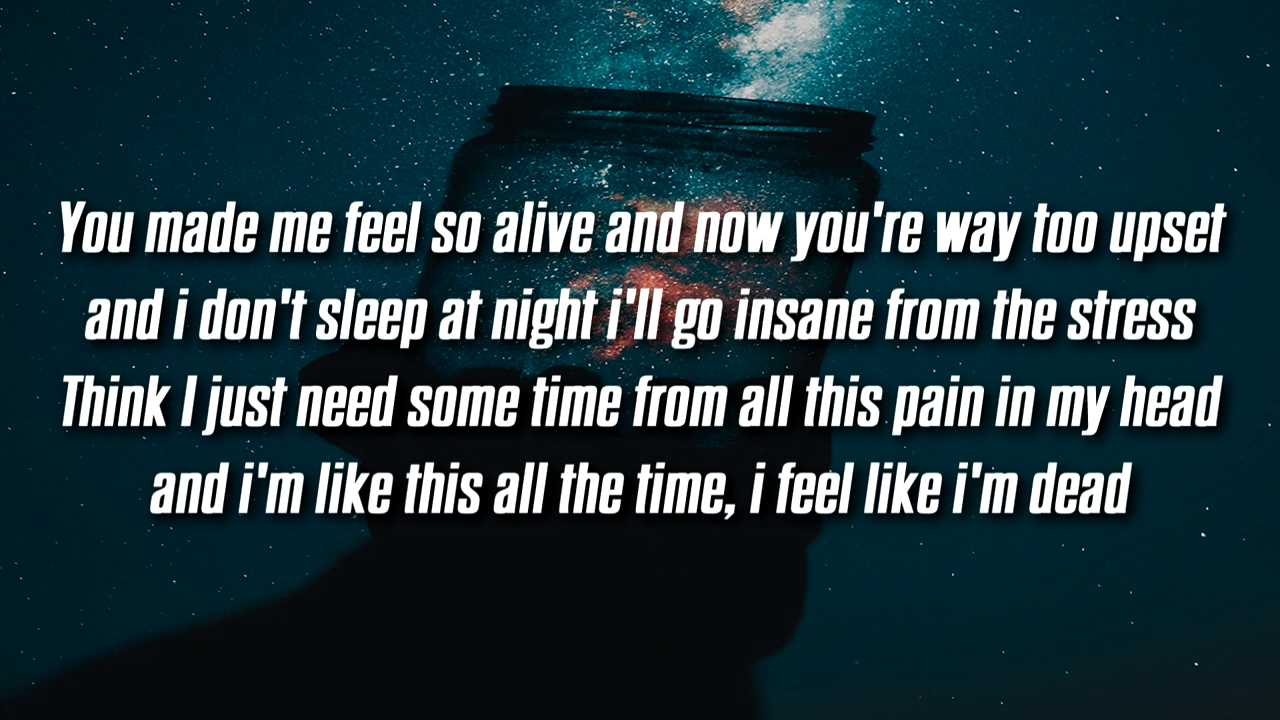 You made me feel so alive and now you're way too upset
and i don't sleep at night i'll go insane from the stress
Think I just need some time from all this pain in my head
and i'm like this all the time, i feel like i'm dead